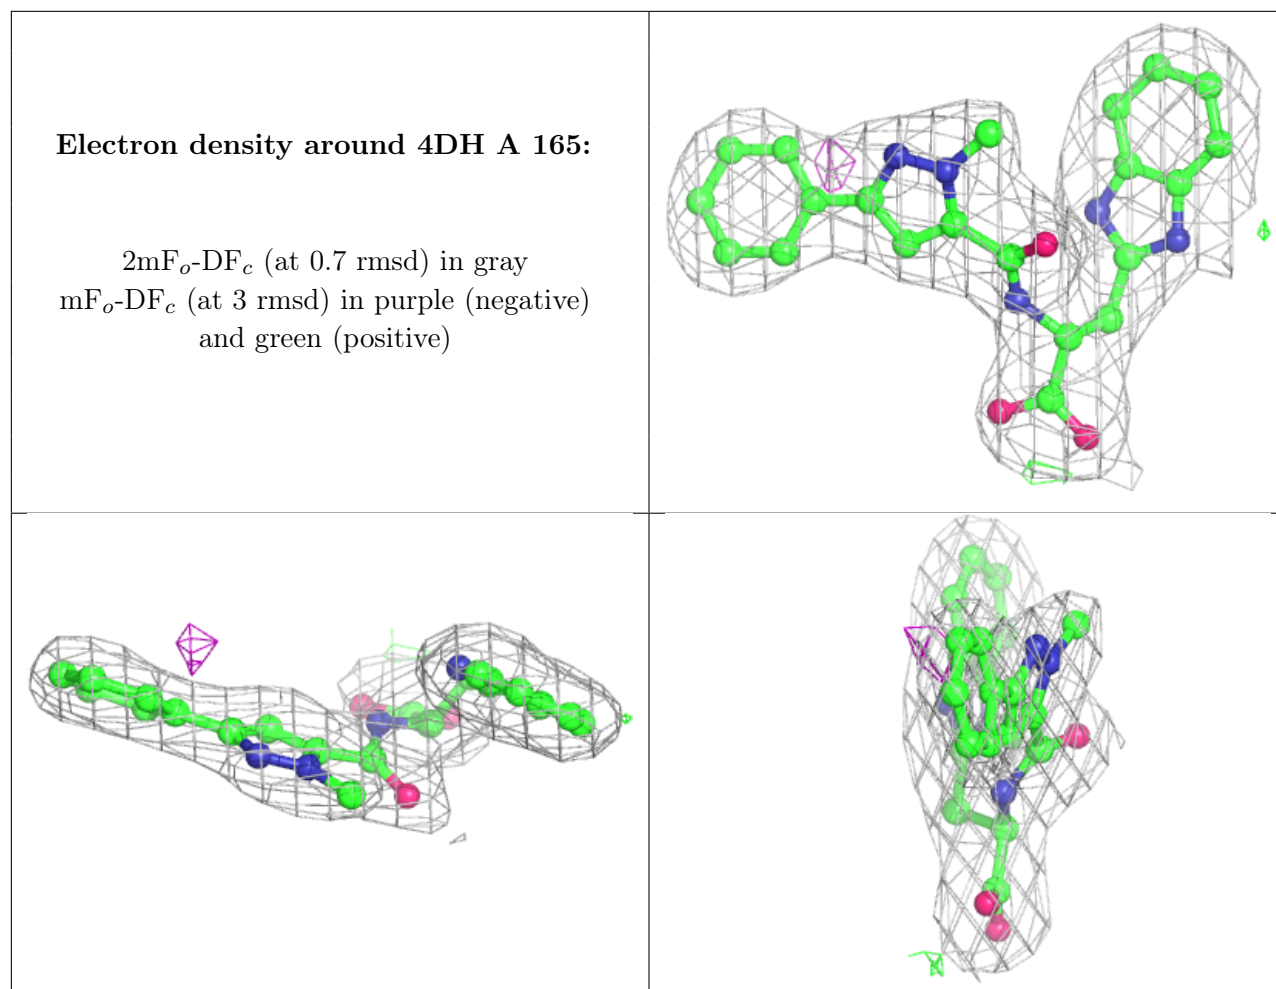 Electron density around 4DH A 165:
2mFo-DFc (at 0.7 rmsd) in gray
mFo-DFc (at 3 rmsd) in purple (negative)
and green (positive)